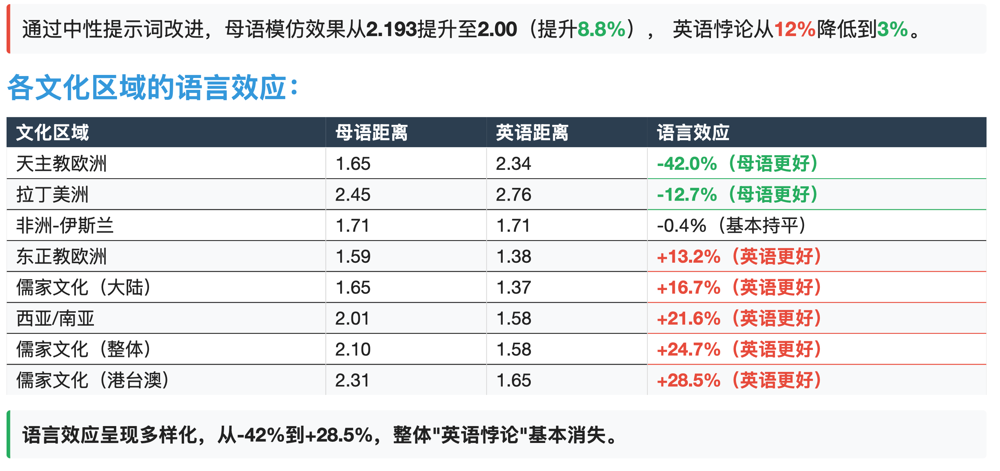 通过中性提示词改进，母语模仿效果从2.193提升至2.00（提升8.8%）， 英语悖论从12%降低到3%。
各文化区域的语言效应：
文化区域 母语距离 英语距离 语言效应
天主教欧洲 1.65 2.34 -42.0%（母语更好）
拉丁美洲 2.45 2.76 -12.7%（母语更好）
非洲-伊斯兰 1.71 1.71 -0.4%（基本持平）
东正教欧洲 1.59 1.38 +13.2%（英语更好）
儒家文化（大陆） 1.65 1.37 +16.7%（英语更好）
西亚/南亚 2.01 1.58 +21.6%（英语更好）
儒家文化（整体） 2.10 1.58 +24.7%（英语更好）
儒家文化（港台澳） 2.31 1.65 +28.5%（英语更好）
语言效应呈现多样化，从-42%到+28.5%，整体"英语悖论"基本消失。